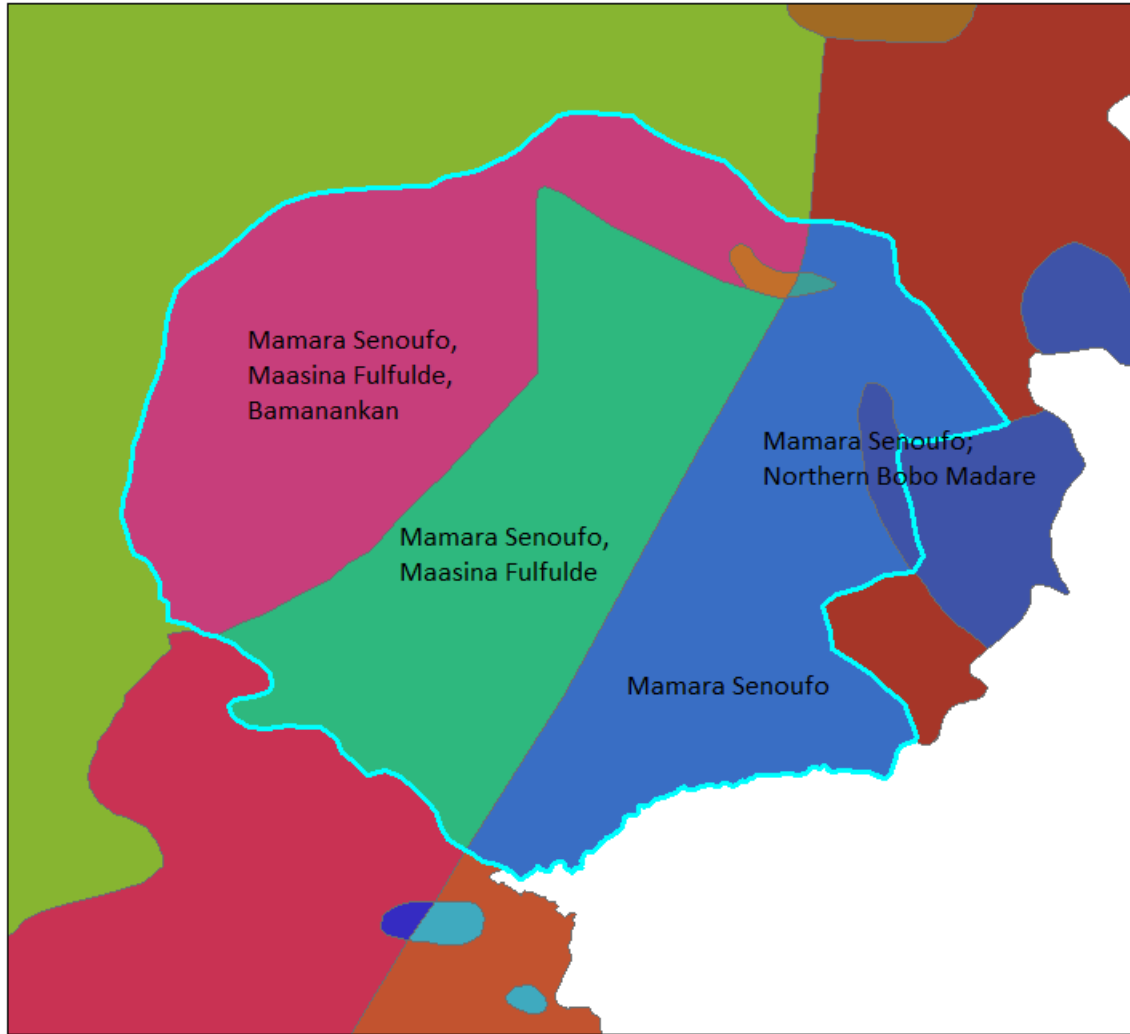 Mamara Senoufo,
Maasina Fulfulde,
Bamanankan
Mamara Senoufo;
Northern Bobo Madare
Mamara Senoufo,
Maasina Fulfulde
Mamara Senoufo